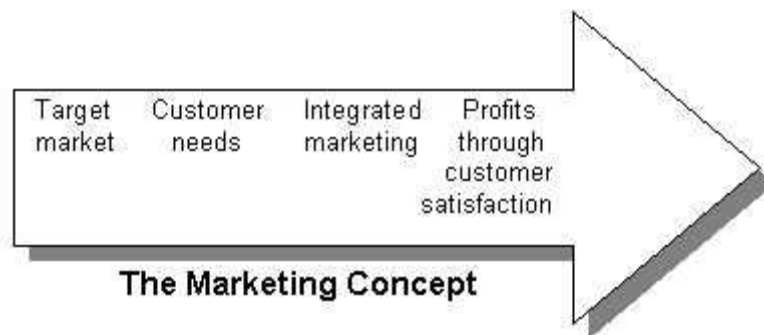 Target market
Customer needs
Integrated marketing
Profits through customer satisfaction
The Marketing Concept